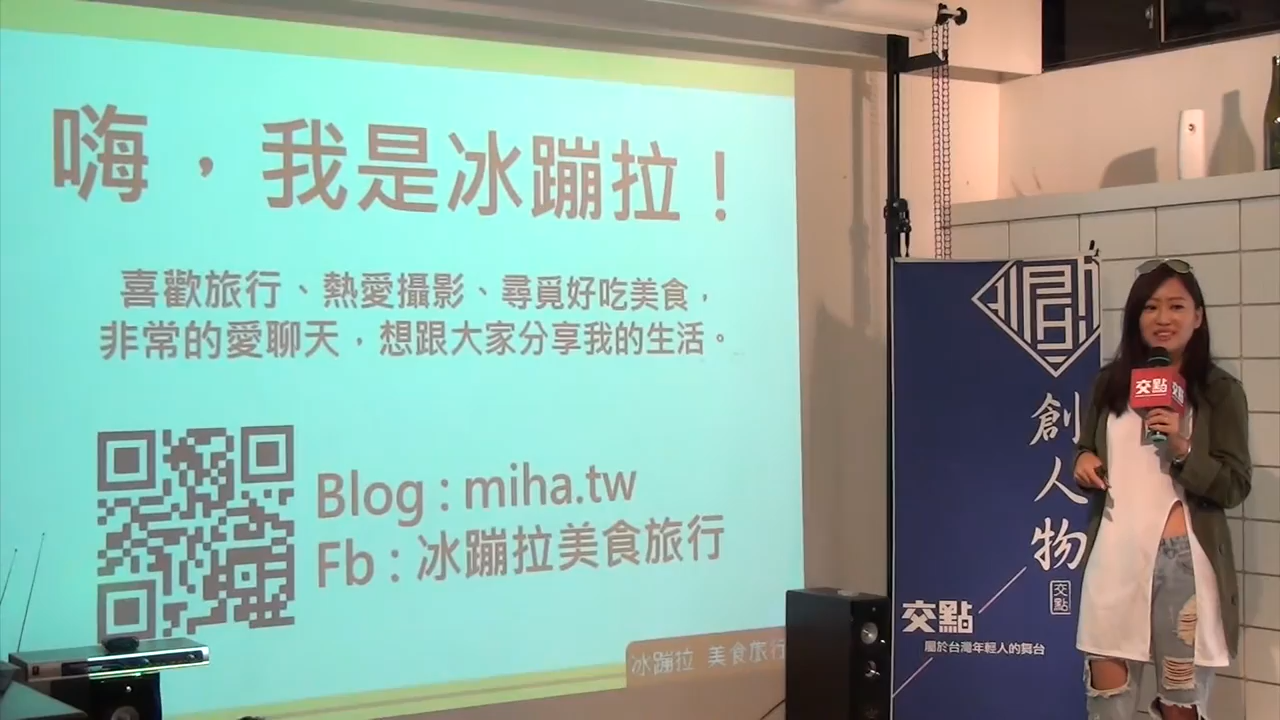 嗨，我是冰蹦拉！
喜歡旅行、熱愛攝影、尋覓好吃美食，
非常的愛聊天，想跟大家分享我的生活。
Blog : miha.tw
Fb : 冰蹦拉美食旅行
冰蹦拉 美食旅行
創人物
交點
交點
屬於台灣年輕人的舞台
交點
交